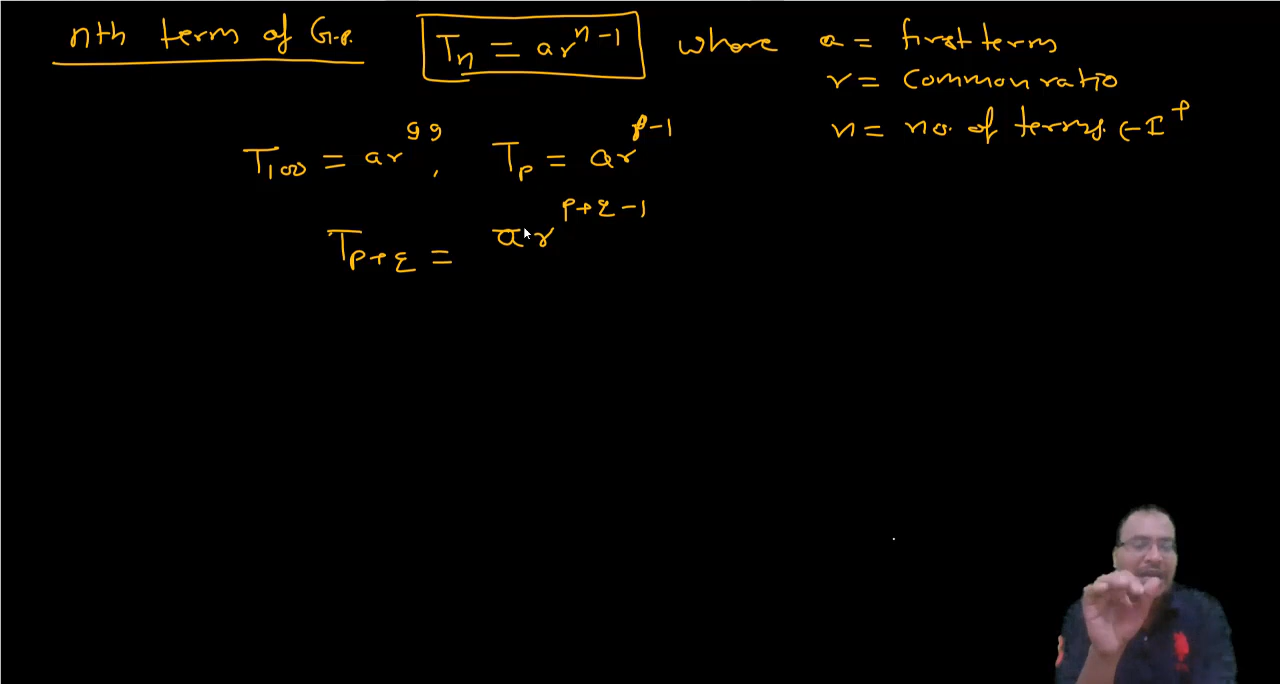 nth term of G.P. Tn = ar^{n-1} where a = first term
r = common ratio
n = no. of terms ∈ I^+
T100 = ar^{99}, Tp = ar^{p-1}
T_{p+q} = ar^{p+q-1}